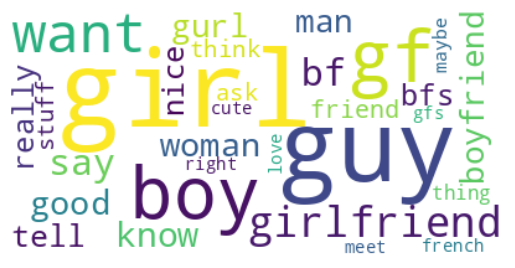 want gurl man maybe
girl think gf boyfriend
really stuff nice ask bf bfs
cute friend gfs
say woman love guy
right boy thing
good girlfriend
tell know meet french